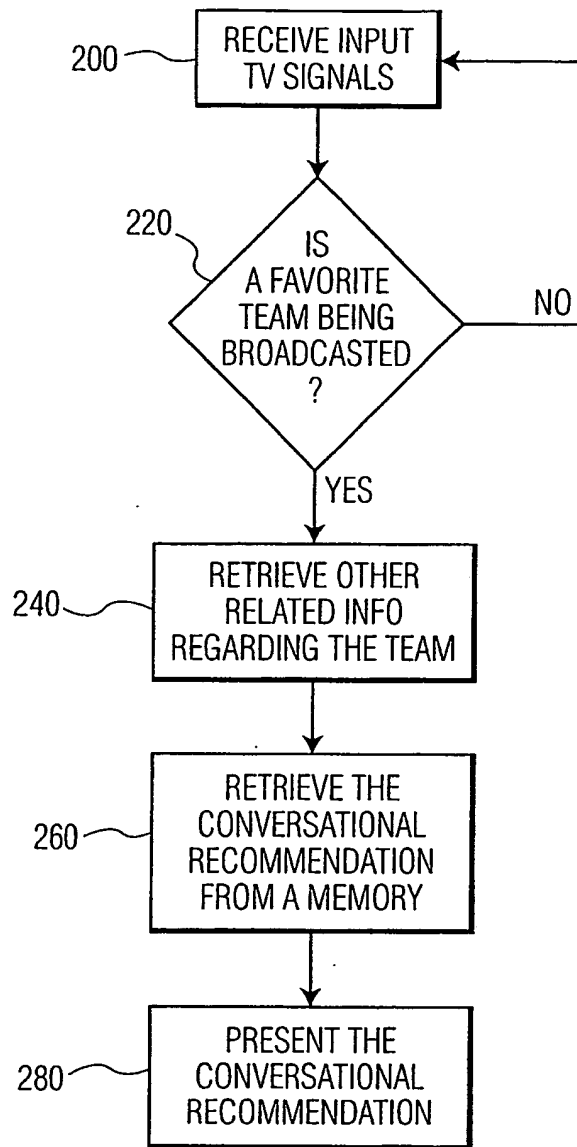 200
RECEIVE INPUT
TV SIGNALS
220
IS
A FAVORITE
TEAM BEING
BROADCASTED
?
NO
YES
240
RETRIEVE OTHER
RELATED INFO
REGARDING THE TEAM
260
RETRIEVE THE
CONVERSATIONAL
RECOMMENDATION
FROM A MEMORY
280
PRESENT THE
CONVERSATIONAL
RECOMMENDATION